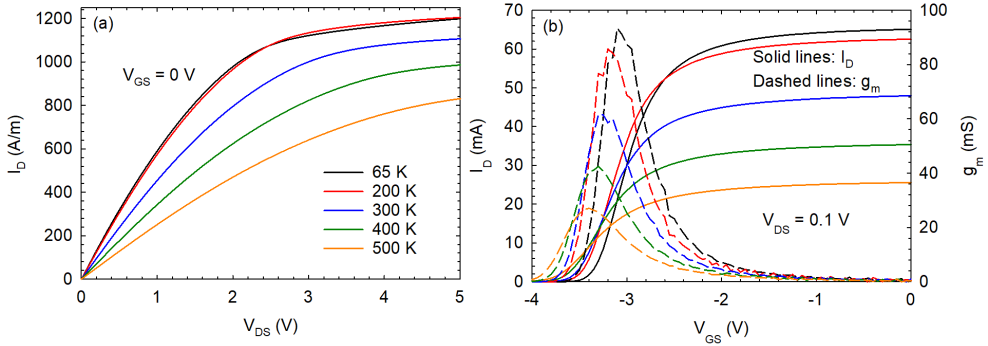 (a)
1200
1000
800
600
400
200
0
I_D (A/m)
V_GS = 0 V
65 K
200 K
300 K
400 K
500 K
0 1 2 3 4 5
V_DS (V)
(b)
70
60
50
40
30
20
10
0
I_D (mA)
Solid lines: I_D
Dashed lines: g_m
V_DS = 0.1 V
100
80
60
40
20
0
g_m (mS)
-4 -3 -2 -1 0
V_GS (V)